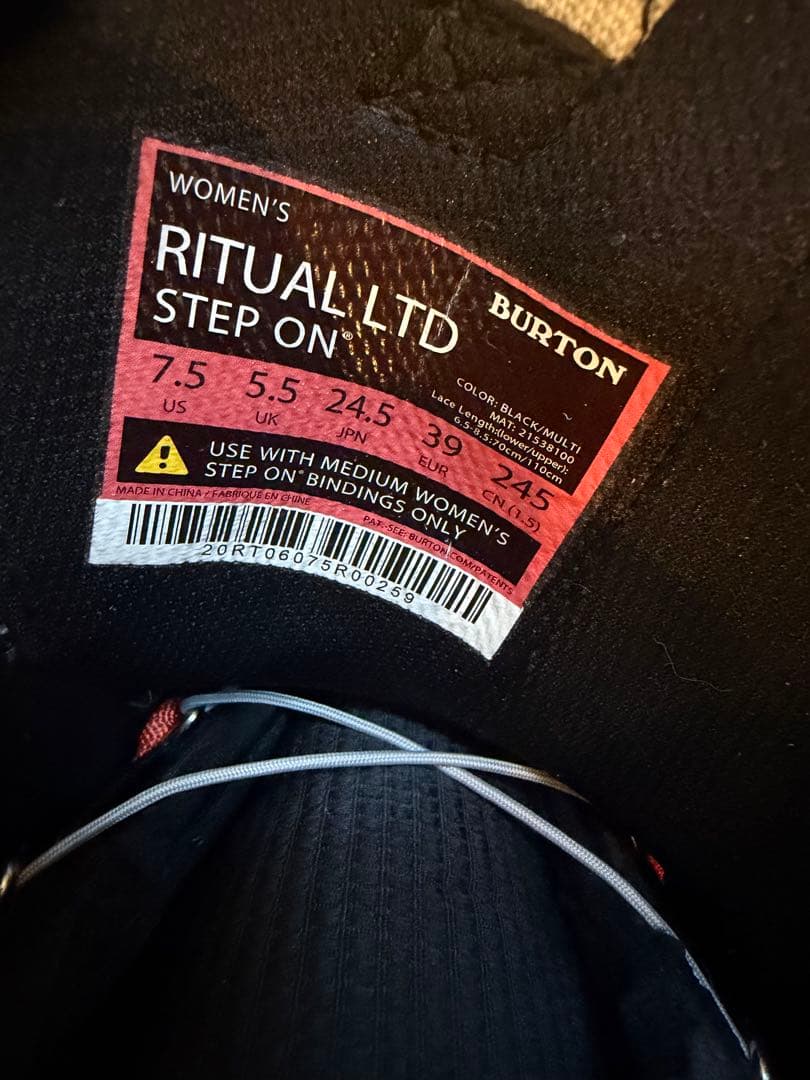 WOMEN'S
RITUAL LTD
STEP ON®
BURTON
COLOR: BLACK/MULTI
MAT: 21538100
Lace Length:(lower/upper):
6.5-8.5:70cm/110cm
7.5 5.5 24.5 39 245
US UK JPN EUR CN (1.5)
USE WITH MEDIUM WOMEN'S
STEP ON® BINDINGS ONLY
MADE IN CHINA / FABRIQUÉ EN CHINE
PAT.-SEE: BURTON.COM/PATENTS
20RT06075R00259